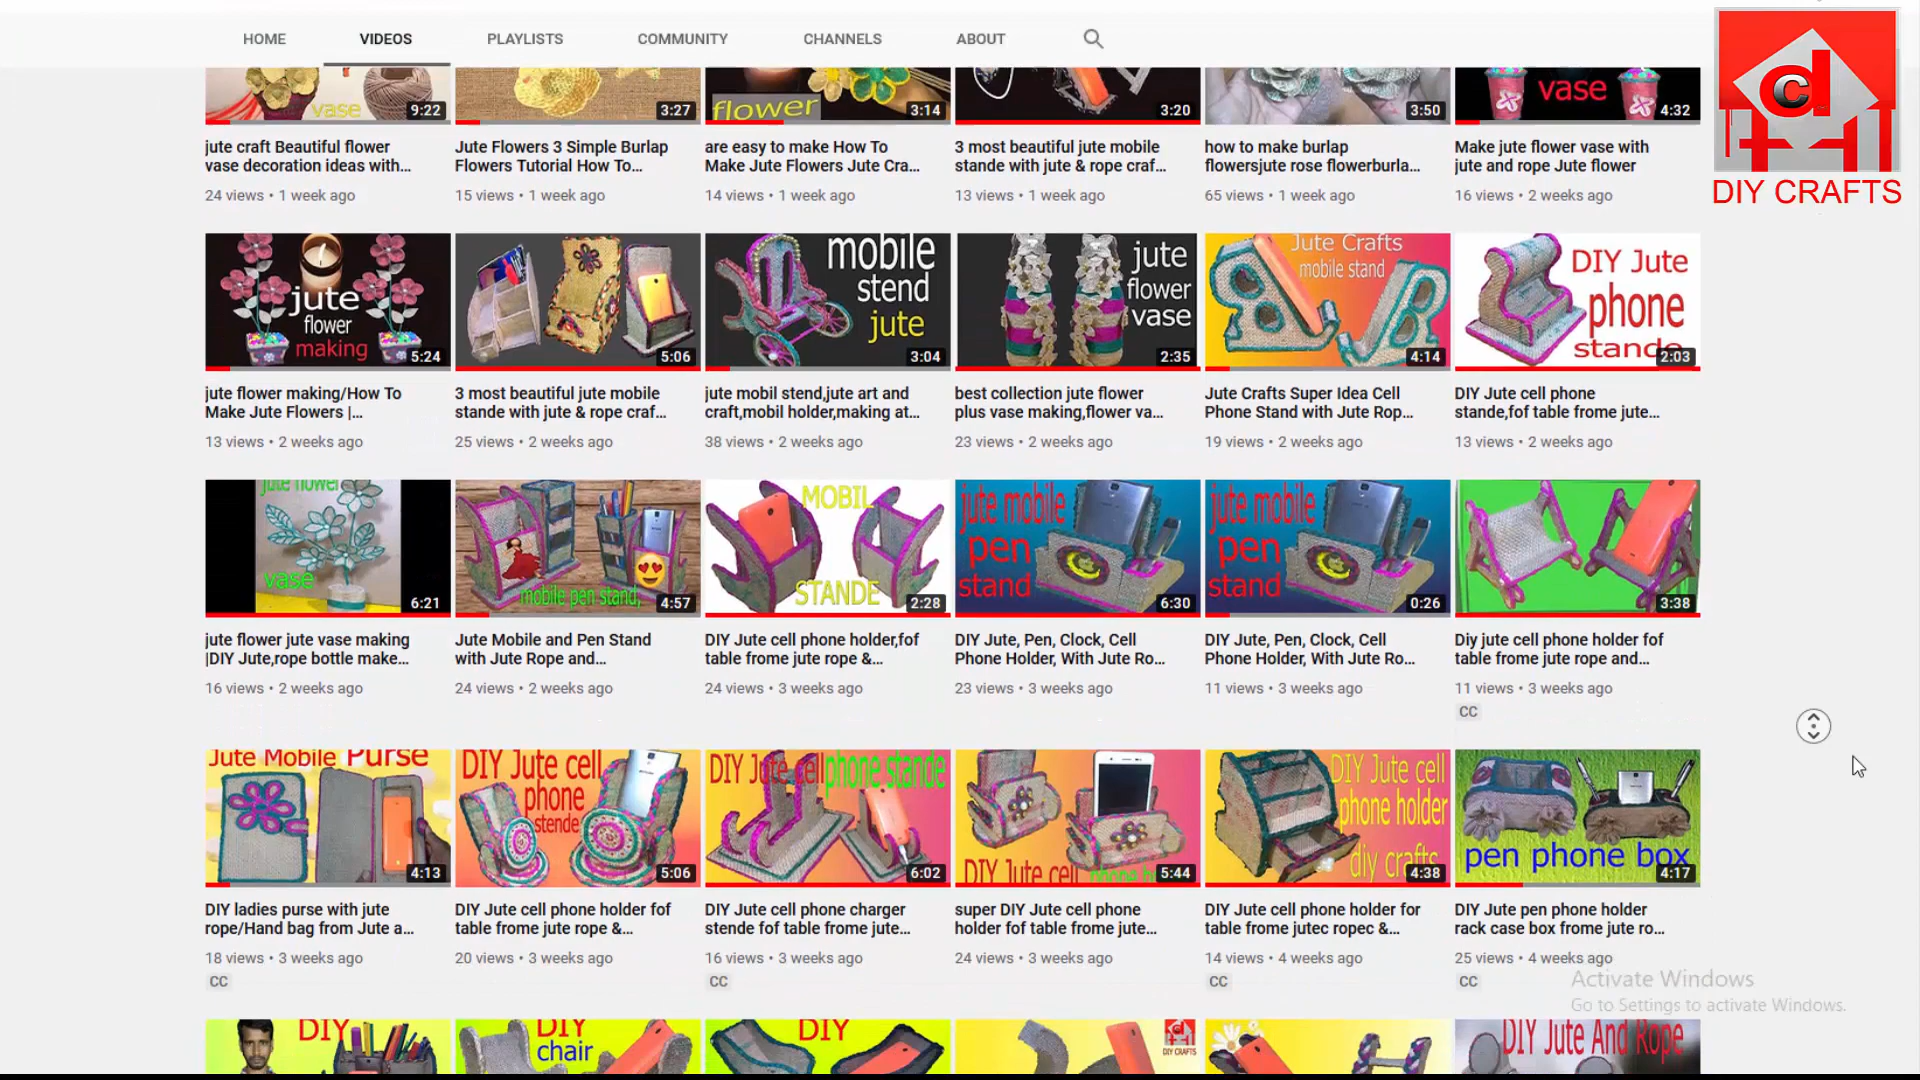 HOME VIDEOS PLAYLISTS COMMUNITY CHANNELS ABOUT
d
c
DIY CRAFTS
vase
9:22
3:27
flower
3:14
3:20
3:50
vase
4:32
jute craft Beautiful flower
vase decoration ideas with...
24 views • 1 week ago
Jute Flowers 3 Simple Burlap
Flowers Tutorial How To...
15 views • 1 week ago
are easy to make How To
Make Jute Flowers Jute Cra...
14 views • 1 week ago
3 most beautiful jute mobile
stande with jute & rope craf...
13 views • 1 week ago
how to make burlap
flowersjute rose flowerburla...
65 views • 1 week ago
Make jute flower vase with
jute and rope Jute flower
16 views • 2 weeks ago
jute
flower
making
5:24
5:06
mobile
stend
jute
3:04
jute
flower
vase
2:35
Jute Crafts
mobile stand
4:14
DIY Jute
phone
stande
2:03
jute flower making/How To
Make Jute Flowers |...
13 views • 2 weeks ago
3 most beautiful jute mobile
stande with jute & rope craf...
25 views • 2 weeks ago
jute mobil stend,jute art and
craft,mobil holder,making at...
38 views • 2 weeks ago
best collection jute flower
plus vase making,flower va...
23 views • 2 weeks ago
Jute Crafts Super Idea Cell
Phone Stand with Jute Rop...
19 views • 2 weeks ago
DIY Jute cell phone
stande,fof table frome jute...
13 views • 2 weeks ago
jute flower
vase
6:21
mobile pen stand,
4:57
MOBIL
STANDE
2:28
jute mobile
pen
stand
6:30
jute mobile
pen
stand
0:26
3:38
jute flower jute vase making
|DIY Jute,rope bottle make...
16 views • 2 weeks ago
Jute Mobile and Pen Stand
with Jute Rope and...
24 views • 2 weeks ago
DIY Jute cell phone holder,fof
table frome jute rope &...
24 views • 3 weeks ago
DIY Jute, Pen, Clock, Cell
Phone Holder, With Jute Ro...
23 views • 3 weeks ago
DIY Jute, Pen, Clock, Cell
Phone Holder, With Jute Ro...
11 views • 3 weeks ago
Diy jute cell phone holder fof
table frome jute rope and...
11 views • 3 weeks ago
CC
Jute Mobile Purse
4:13
DIY Jute cell
phone
stende
5:06
DIY Jute cell phone stande
6:02
DIY Jute cell
5:44
DIY Jute cell
phone holder
diy crafts
4:38
pen phone box
4:17
DIY ladies purse with jute
rope/Hand bag from Jute a...
18 views • 3 weeks ago
CC
DIY Jute cell phone holder fof
table frome jute rope &...
20 views • 3 weeks ago
DIY Jute cell phone charger
stende fof table frome jute...
16 views • 3 weeks ago
CC
super DIY Jute cell phone
holder fof table frome jute...
24 views • 3 weeks ago
DIY Jute cell phone holder for
table frome jutec ropec &...
14 views • 4 weeks ago
CC
DIY Jute pen phone holder
rack case box frome jute ro...
25 views • 4 weeks ago
CC
Activate Windows
Go to Settings to activate Windows.
DIY
DIY
chair
DIY
DIY CRAFTS
DIY Jute And Rope